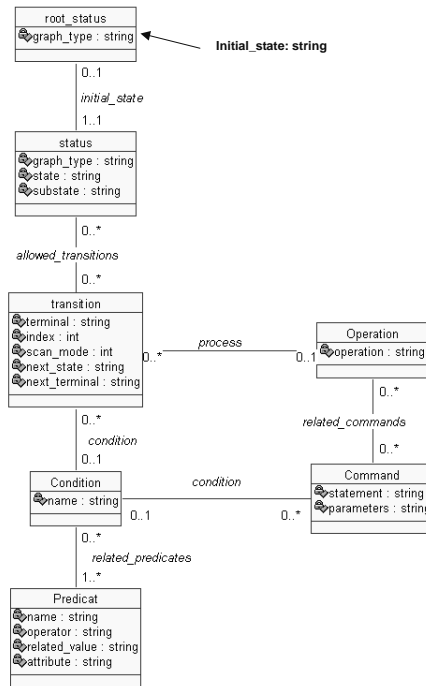 root_status
graph_type : string
Initial_state: string
0..1
initial_state
1..1
status
graph_type : string
state : string
substate : string
0..*
allowed_transitions
0..*
transition
terminal : string
index : int
scan_mode : int
next_state : string
next_terminal : string
0..*
process
0..1
Operation
operation : string
0..*
related_commands
0..*
0..*
condition
0..1
Condition
name : string
condition
0..1
0..*
Command
statement : string
parameters : string
0..*
related_predicates
1..*
Predicat
name : string
operator : string
related_value : string
attribute : string